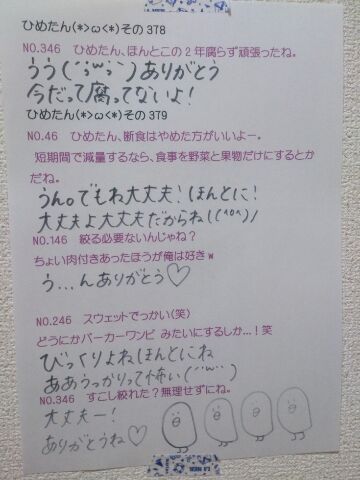 ひめたん(*>ω<*)その378
NO.346 ひめたん、ほんとこの2年腐らず頑張ったね。
うう(´;ω;`)ありがとう
今だって腐ってないよ!
ひめたん(*>ω<*)その379
NO.46 ひめたん、断食はやめた方がいいよー。
短期間で減量するなら、食事を野菜と果物だけにするとか
だね。
うん。でもね大丈夫!ほんとに!
大丈夫よ大丈夫だからね!(^o^)ノ
NO.146 絞る必要ないんじゃね?
ちょい肉付きあったほうが俺は好きw
う…んありがとう♡
NO.246 スウェットでっかい(笑)
どうにかパーカーワンピ みたいにするしか…!笑
びっくりよねほんとにね
ああうっかりって怖い(´;ω;`)
NO.346 すこし絞れた?無理せずにね。
大丈夫ー!
ありがとうね♡